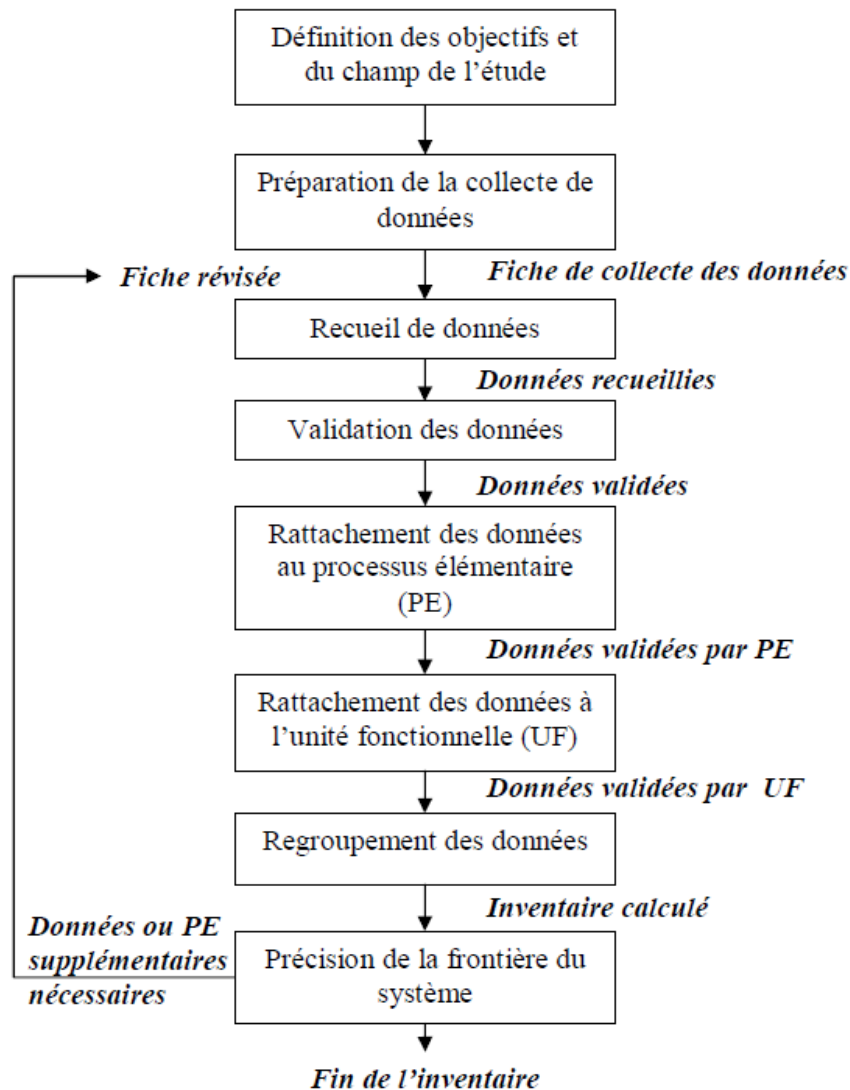 Définition des objectifs et
du champ de l’étude
Préparation de la collecte de
données
Fiche révisée
Fiche de collecte des données
Recueil de données
Données recueillies
Validation des données
Données validées
Rattachement des données
au processus élémentaire
(PE)
Données validées par PE
Rattachement des données à
l’unité fonctionnelle (UF)
Données validées par UF
Regroupement des données
Inventaire calculé
Données ou PE
supplémentaires
nécessaires
Précision de la frontière du
système
Fin de l’inventaire